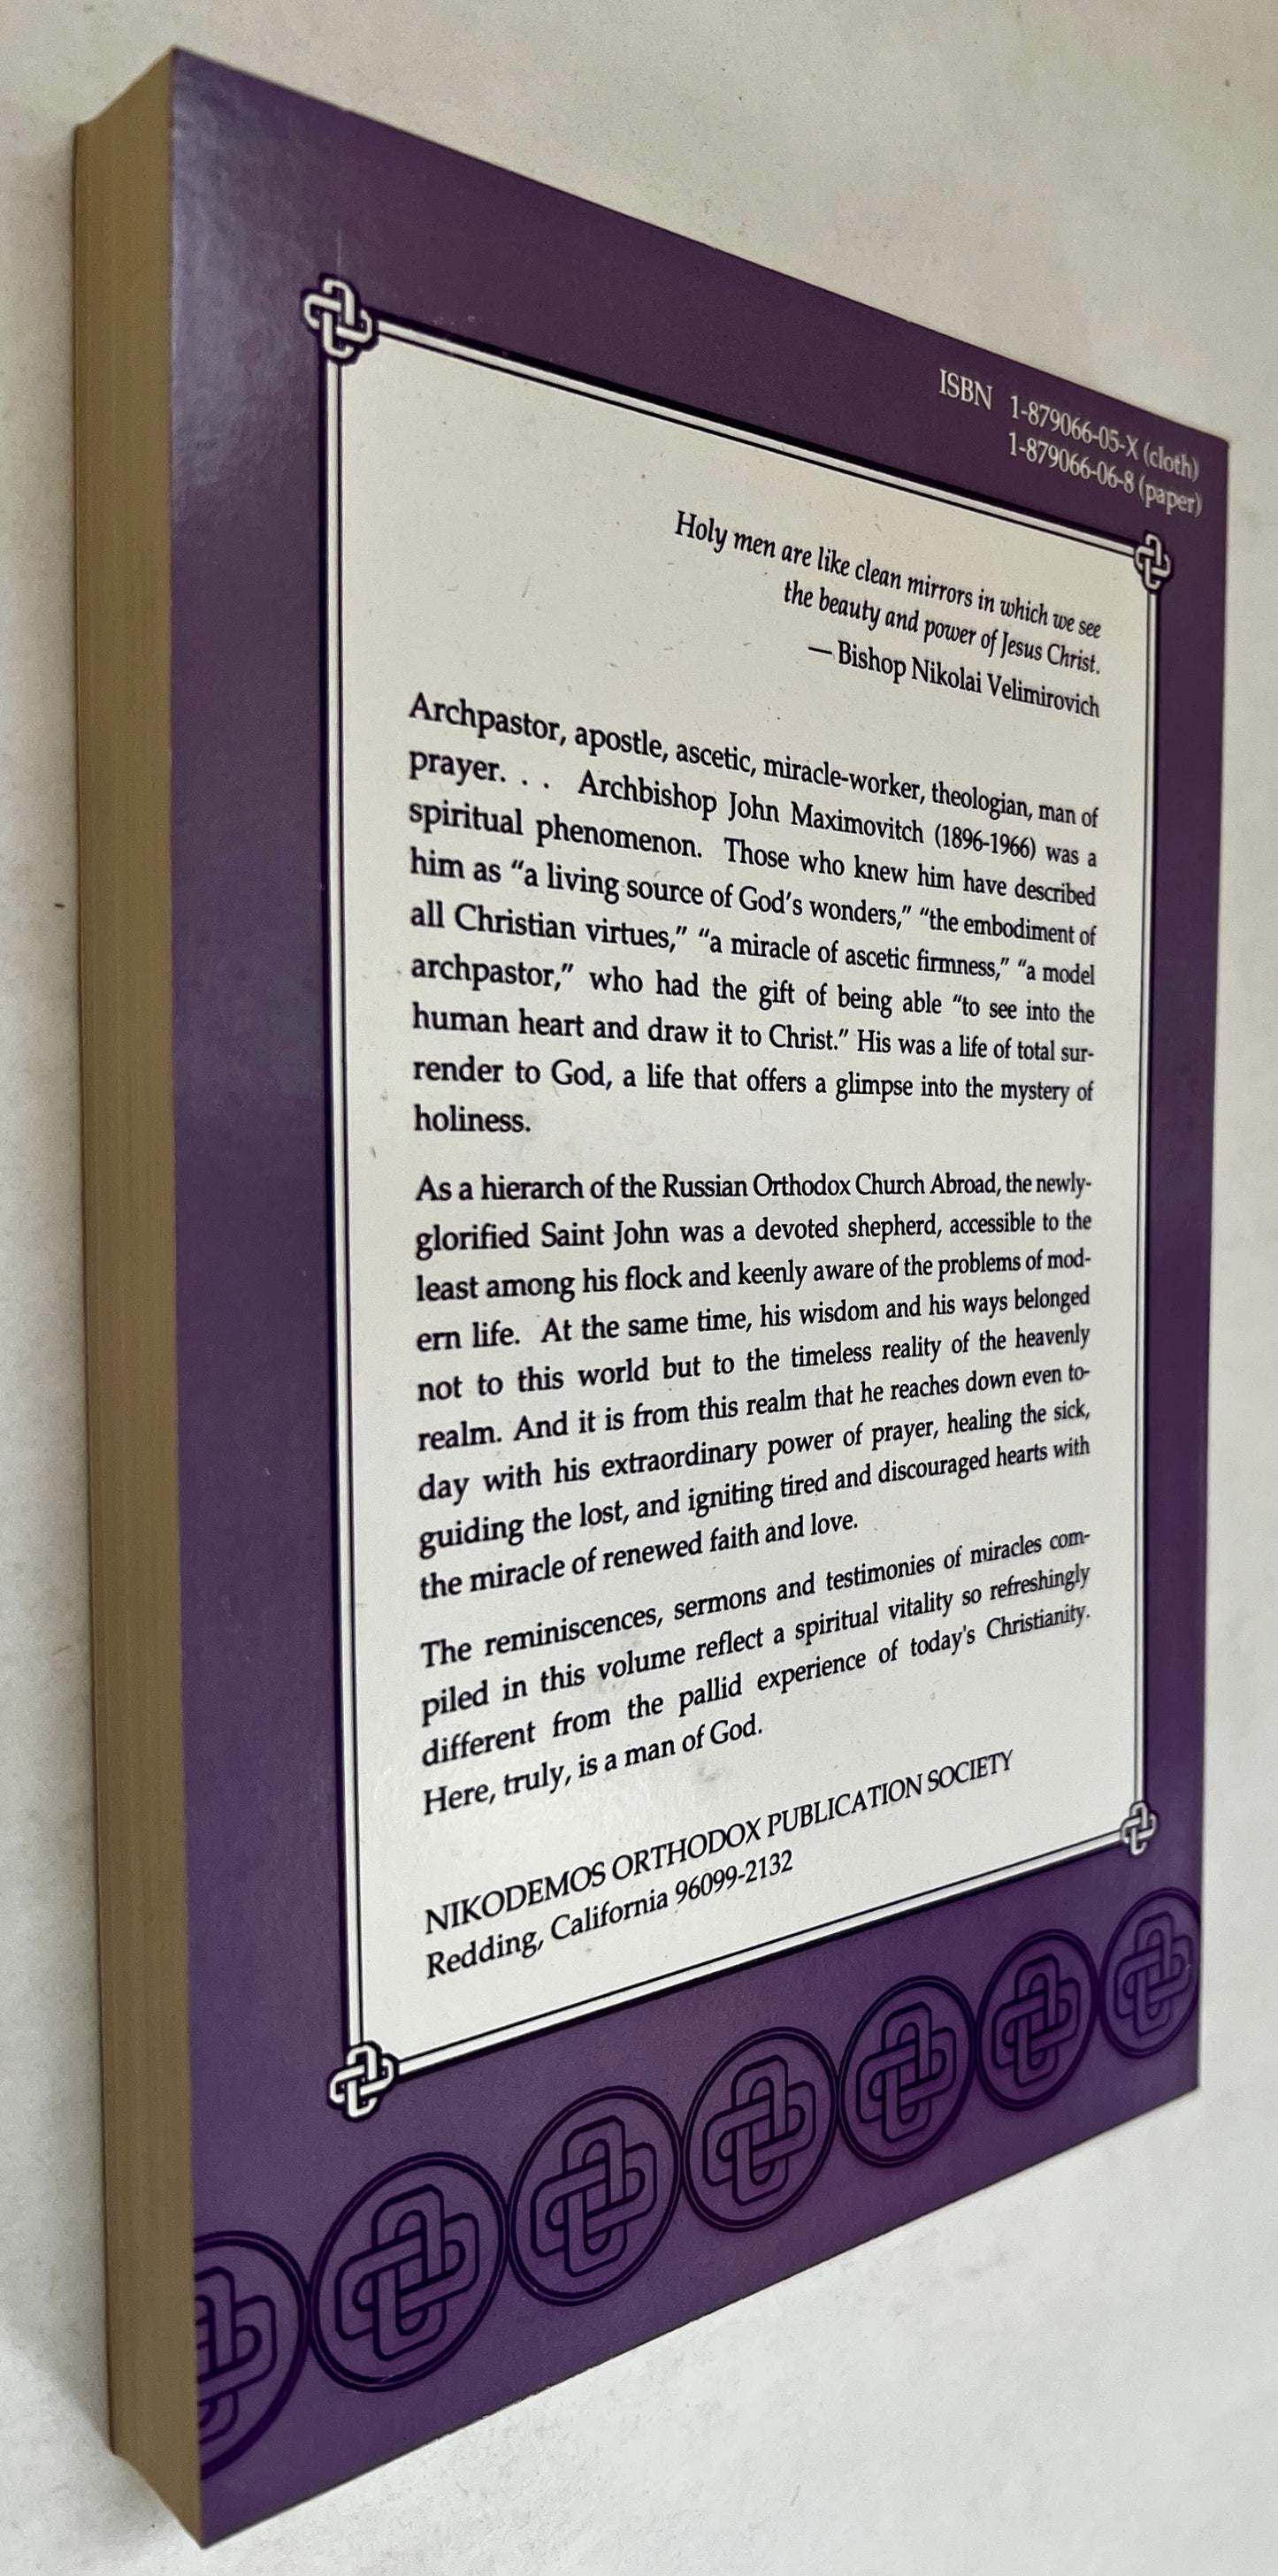 ISBN 1-879066-05-X (cloth)
1-879066-06-8 (paper)
Holy men are like clean mirrors in which we see
the beauty and power of Jesus Christ.
— Bishop Nikolai Velimirovich
Archpastor, apostle, ascetic, miracle-worker, theologian, man of
prayer. . . Archbishop John Maximovitch (1896-1966) was a
spiritual phenomenon. Those who knew him have described
him as “a living source of God’s wonders,” “the embodiment of
all Christian virtues,” “a miracle of ascetic firmness,” “a model
archpastor,” who had the gift of being able “to see into the
human heart and draw it to Christ.” His was a life of total sur-
render to God, a life that offers a glimpse into the mystery of
holiness.
As a hierarch of the Russian Orthodox Church Abroad, the newly-
glorified Saint John was a devoted shepherd, accessible to the
least among his flock and keenly aware of the problems of mod-
ern life. At the same time, his wisdom and his ways belonged
not to this world but to the timeless reality of the heavenly
realm. And it is from this realm that he reaches down even to-
day with his extraordinary power of prayer, healing the sick,
guiding the lost, and igniting tired and discouraged hearts with
the miracle of renewed faith and love.
The reminiscences, sermons and testimonies of miracles com-
piled in this volume reflect a spiritual vitality so refreshingly
different from the pallid experience of today's Christianity.
Here, truly, is a man of God.
NIKODEMOS ORTHODOX PUBLICATION SOCIETY
Redding, California 96099-2132